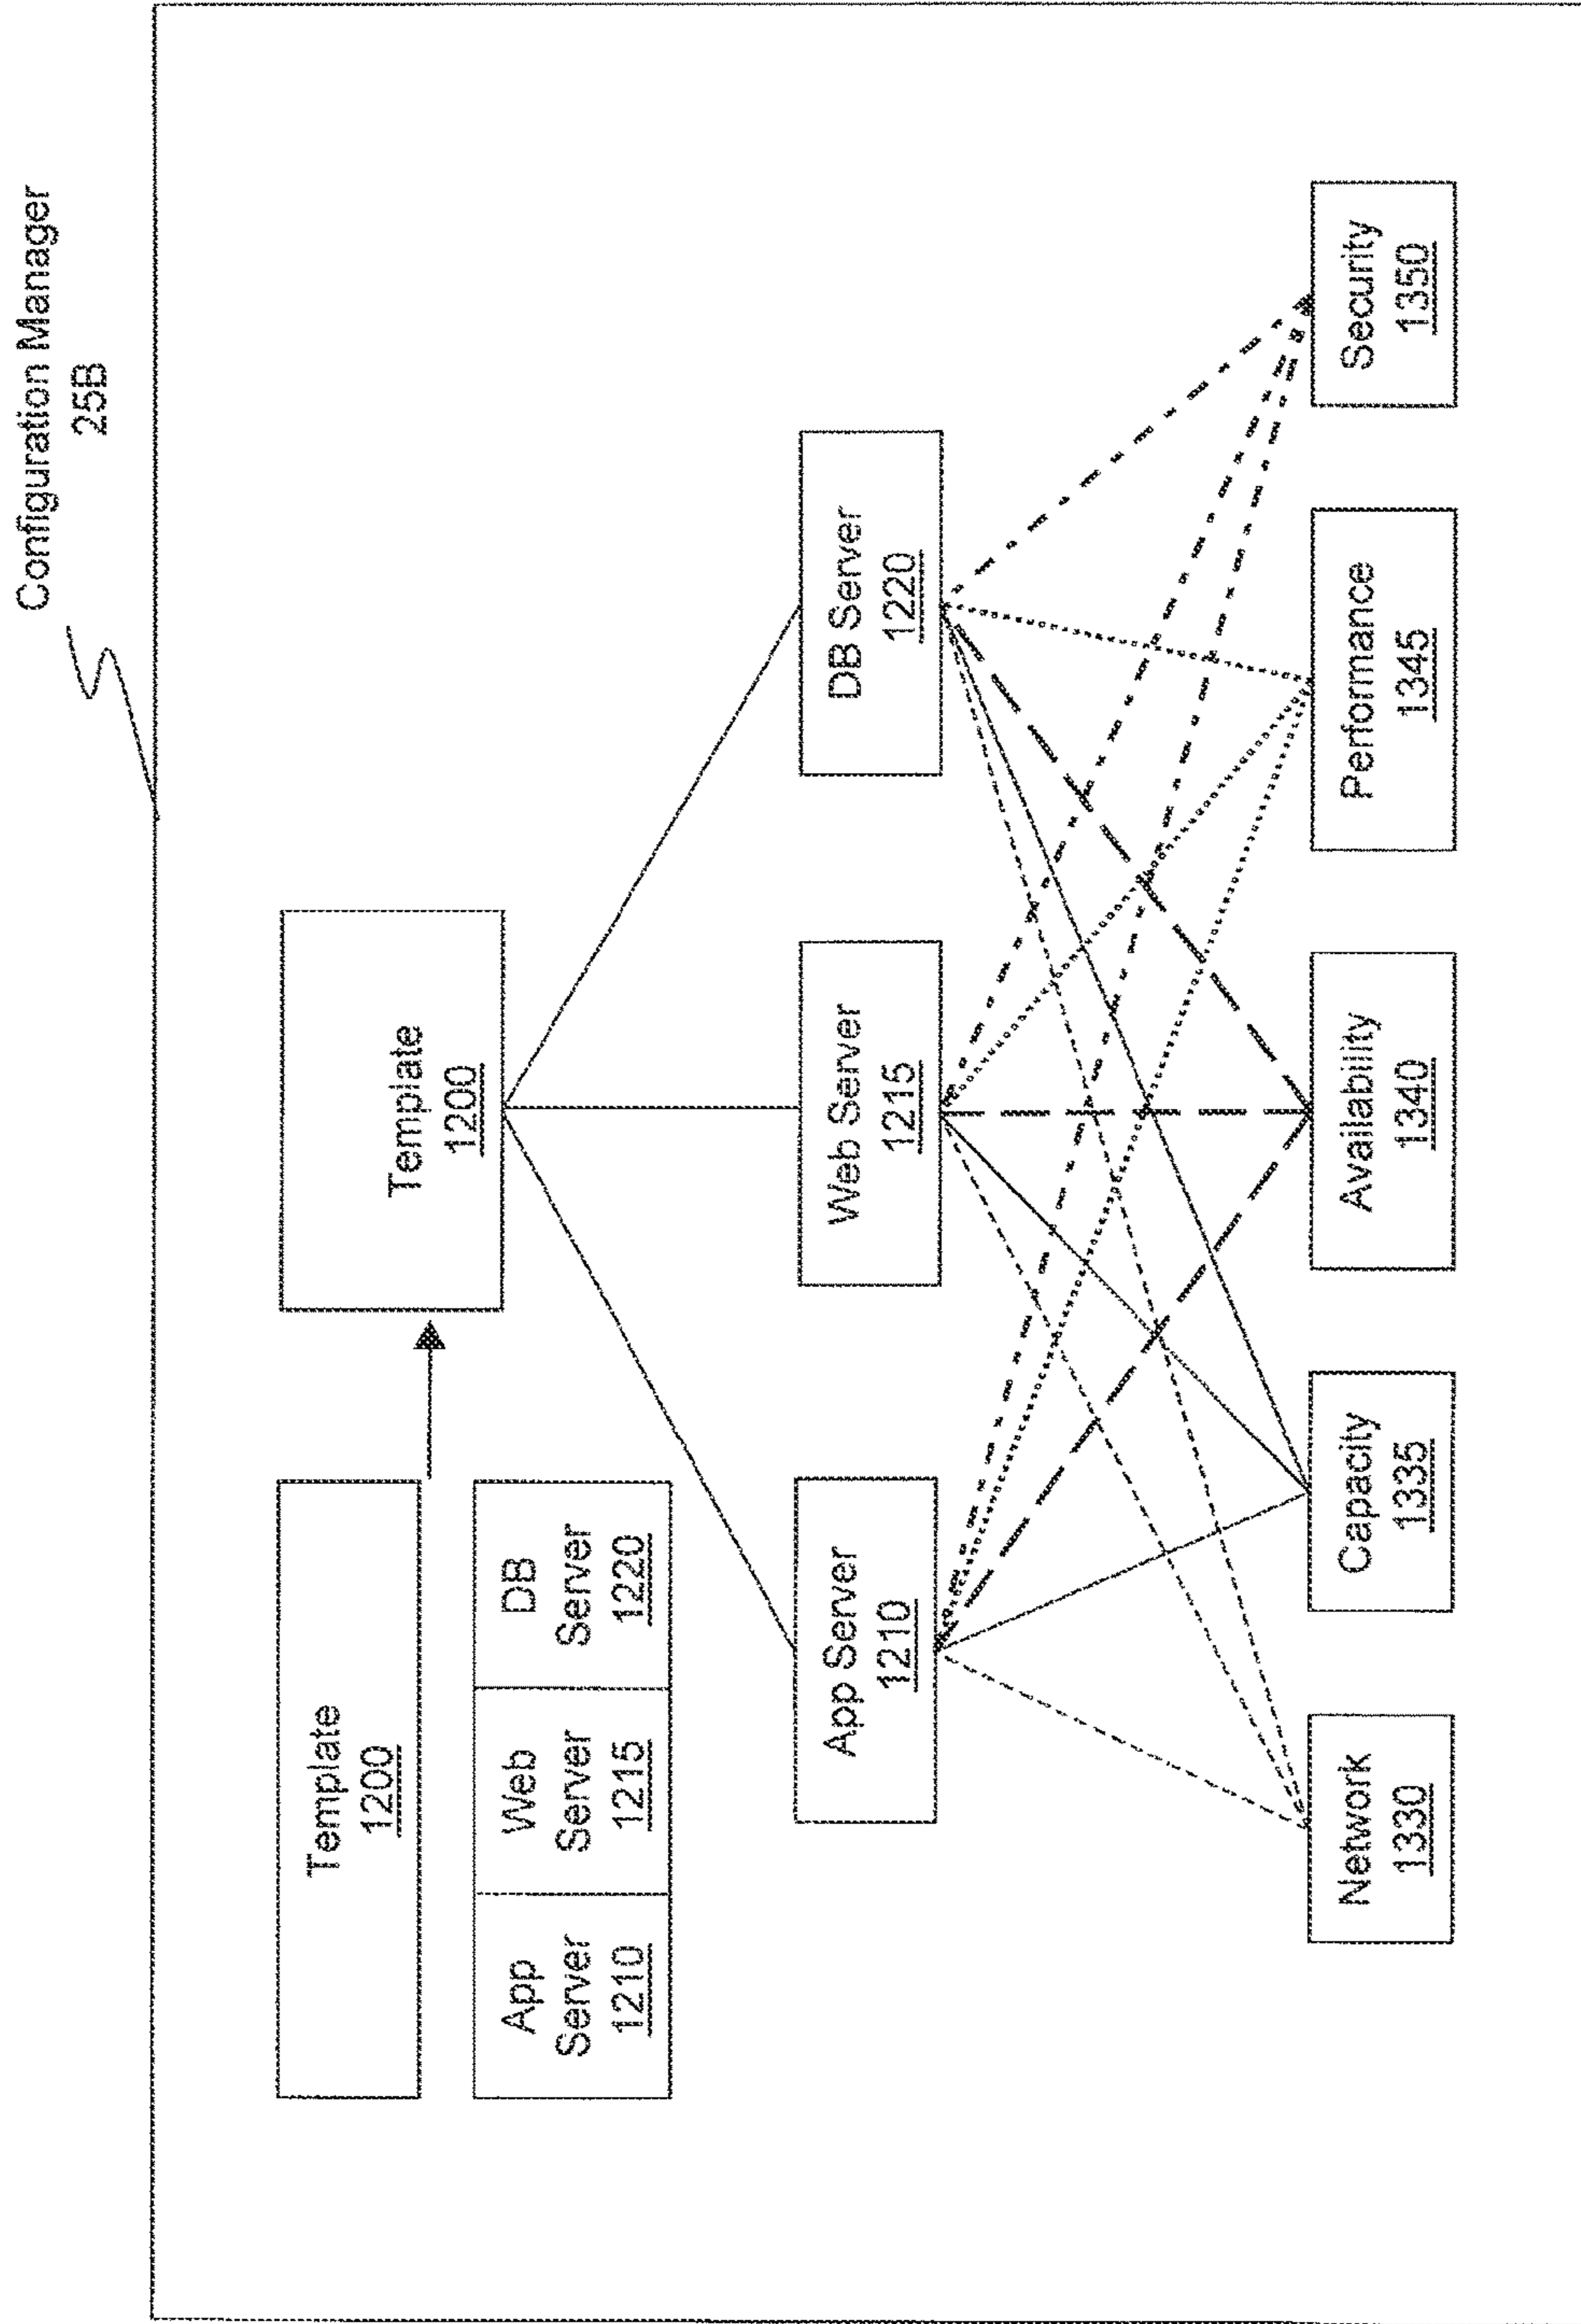 Configuration Manager
25B
Template
1200
App
Server
1210
Web
Server
1215
DB
Server
1220
Template
1200
App Server
1210
Web Server
1215
DB Server
1220
Network
1330
Capacity
1335
Availability
1340
Performance
1345
Security
1350